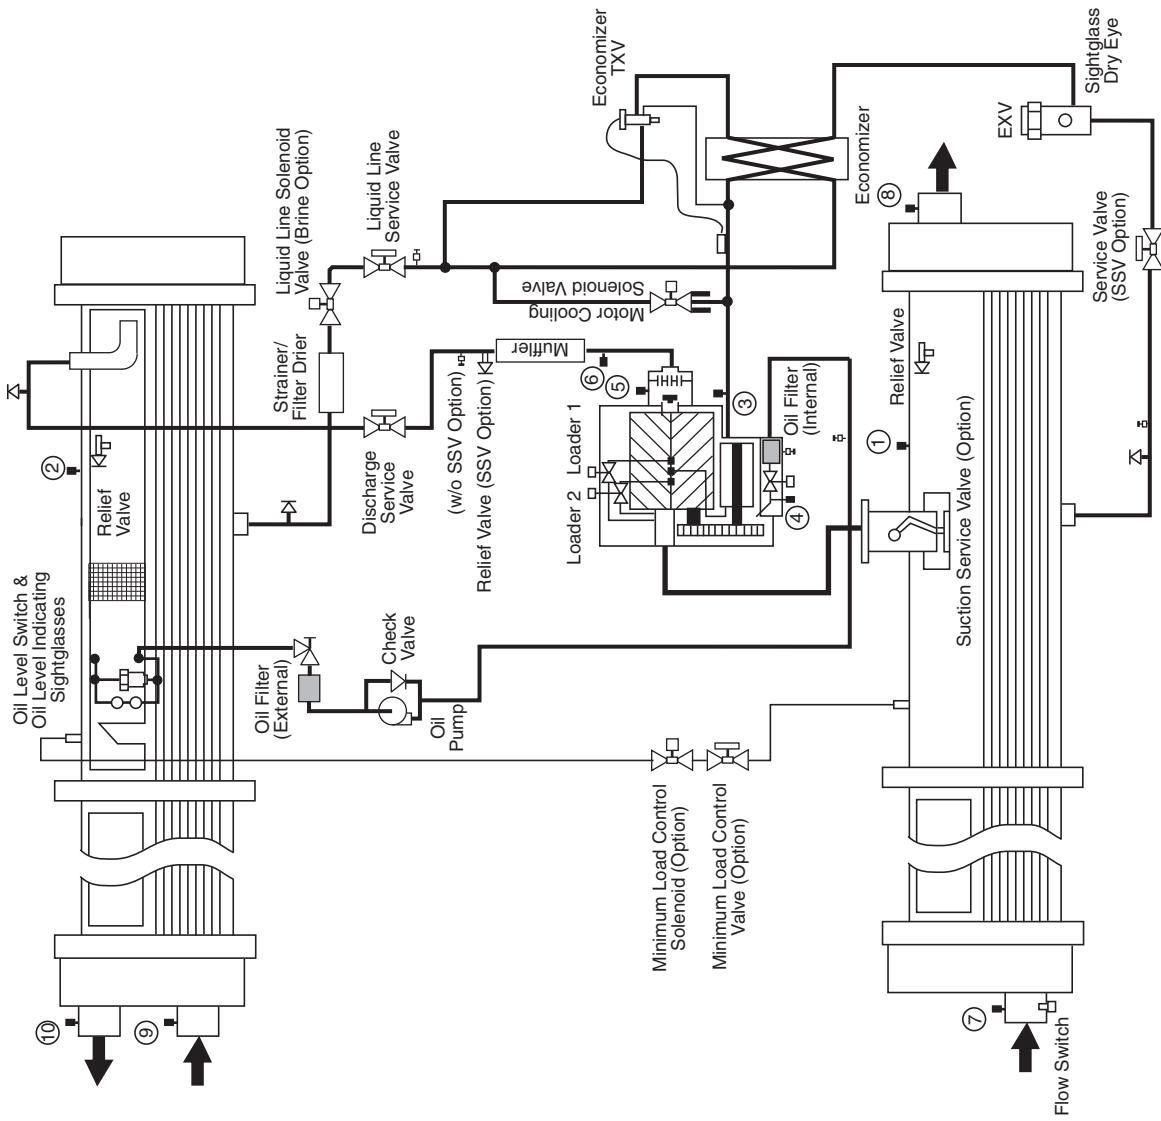 Economizer
TXV
Sightglass
Dry Eye
EXV
Liquid Line Solenoid
Valve (Brine Option)
Liquid Line
Service Valve
Economizer
8
Service Valve
(SSV Option)
Motor Cooling
Solenoid Valve
Strainer/
Filter Drier
Muffler
6
5
3
Relief Valve
1
2
Relief
Valve
Discharge
Service
Valve
(w/o SSV Option)
Relief Valve (SSV Option)
Loader 1
Loader 2
Oil Filter
(Internal)
4
Suction Service Valve (Option)
Oil Level Switch &
Oil Level Indicating
Sightglasses
Oil Filter
(External)
Check
Valve
Oil
Pump
Minimum Load Control
Solenoid (Option)
Minimum Load Control
Valve (Option)
10
9
7
Flow Switch